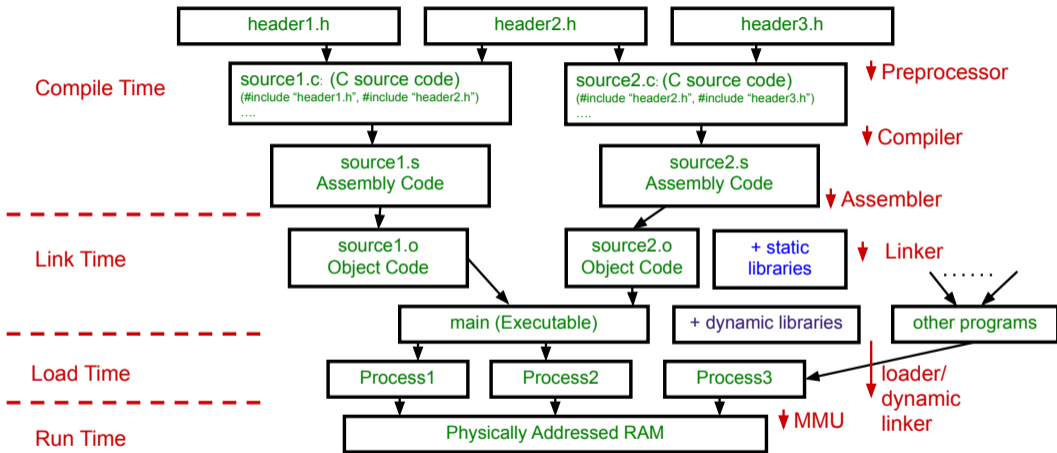 header1.h
header2.h
header3.h
Compile Time
source1.c: (C source code)
(#include “header1.h”, #include “header2.h”)
....
source2.c: (C source code)
(#include “header2.h”, #include “header3.h”)
....
Preprocessor
Compiler
source1.s
Assembly Code
source2.s
Assembly Code
Assembler
Link Time
source1.o
Object Code
source2.o
Object Code
+ static
libraries
Linker
......
main (Executable)
+ dynamic libraries
other programs
Load Time
Process1
Process2
Process3
loader/
dynamic
linker
MMU
Run Time
Physically Addressed RAM